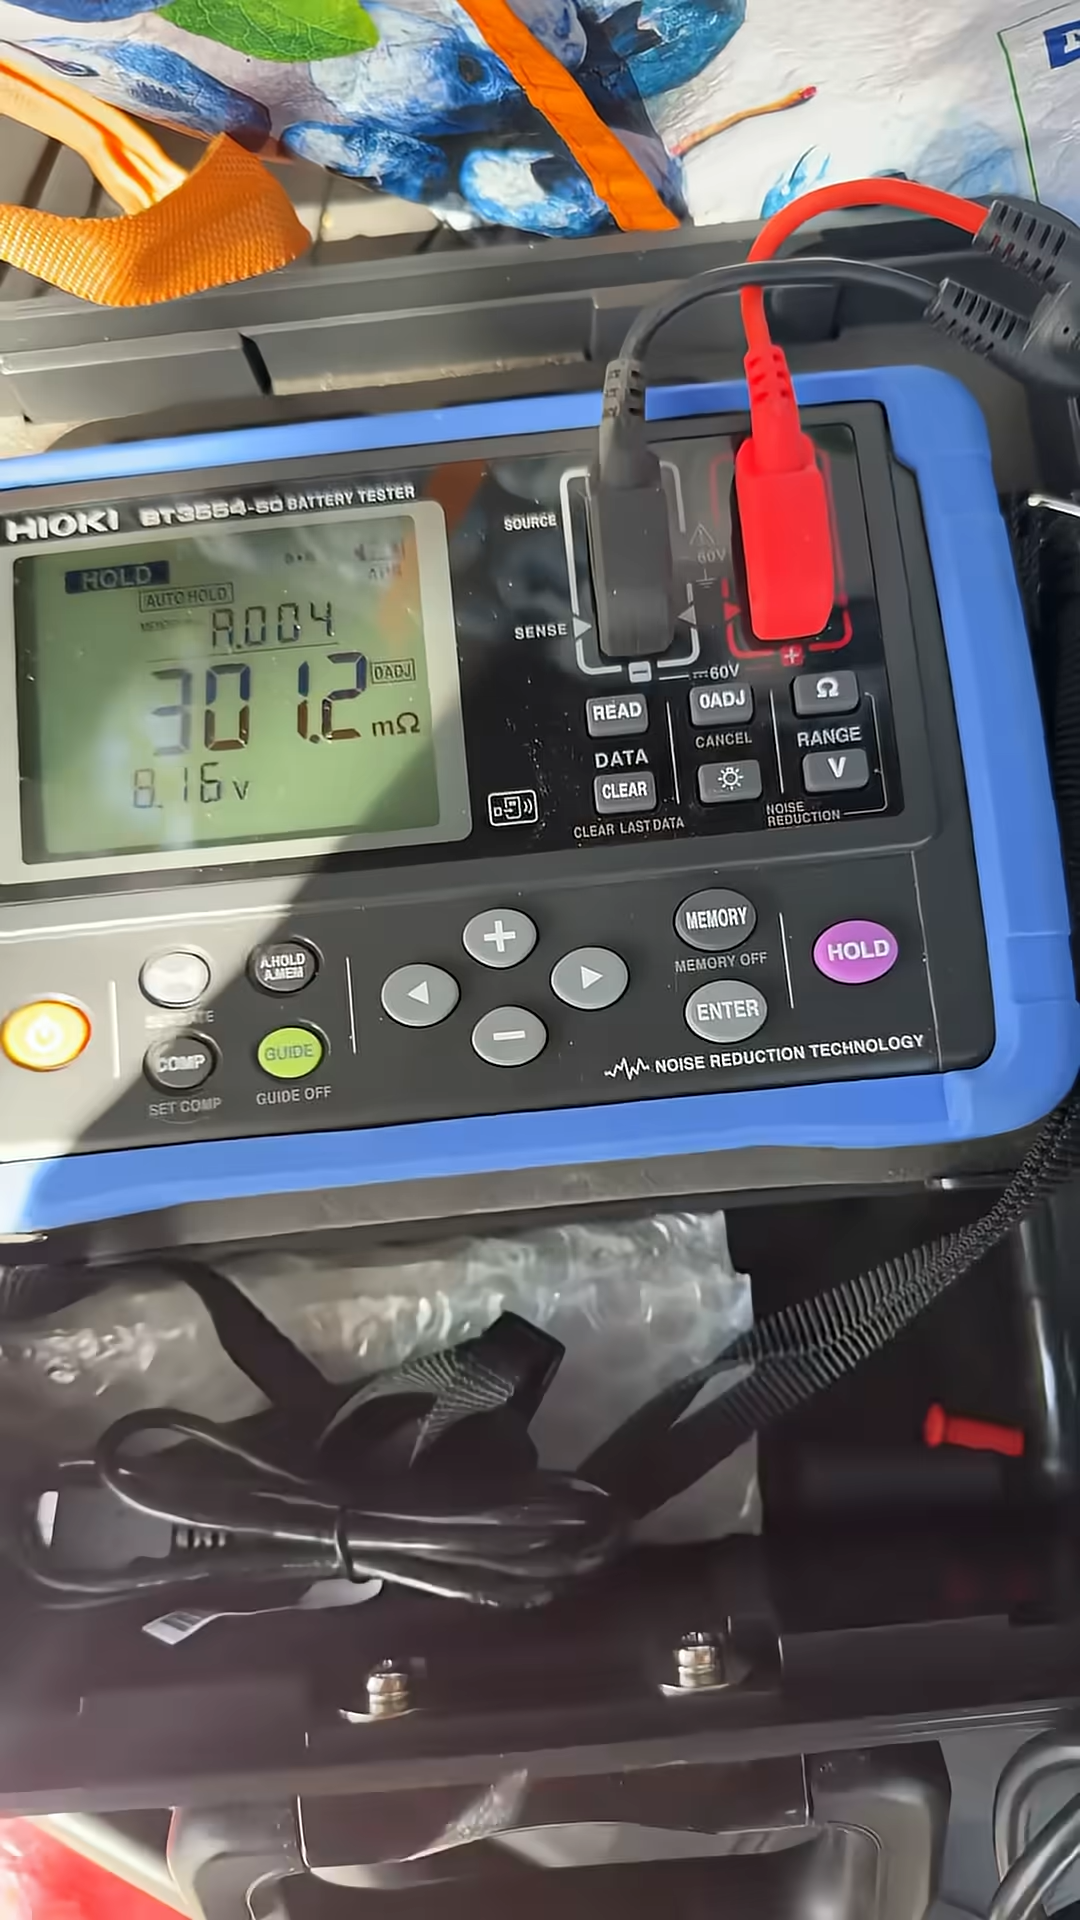 HIOKI BT3554-50 BATTERY TESTER
HOLD
AUTO HOLD
A.004
301.2 mΩ
0ADJ
8.16 V
SOURCE
SENSE
60V
⎓60V
READ
DATA
CLEAR
CLEAR LAST DATA
0ADJ
CANCEL
Ω
RANGE
V
NOISE
REDUCTION
A.HOLD
A.MEM
COMP
SET COMP
GUIDE
GUIDE OFF
MEMORY
MEMORY OFF
ENTER
HOLD
NOISE REDUCTION TECHNOLOGY